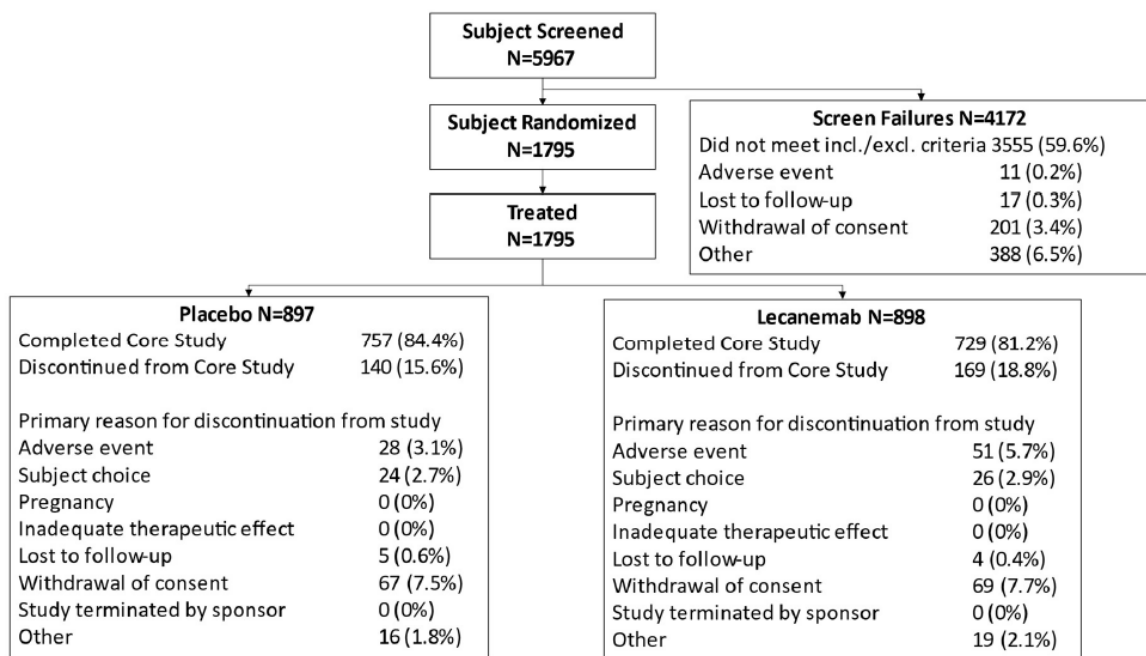 Subject Screened
N=5967
Subject Randomized
N=1795
Screen Failures N=4172
Did not meet incl./excl. criteria 3555 (59.6%)
Adverse event 11 (0.2%)
Lost to follow-up 17 (0.3%)
Withdrawal of consent 201 (3.4%)
Other 388 (6.5%)
Treated
N=1795
Placebo N=897
Completed Core Study 757 (84.4%)
Discontinued from Core Study 140 (15.6%)
Primary reason for discontinuation from study
Adverse event 28 (3.1%)
Subject choice 24 (2.7%)
Pregnancy 0 (0%)
Inadequate therapeutic effect 0 (0%)
Lost to follow-up 5 (0.6%)
Withdrawal of consent 67 (7.5%)
Study terminated by sponsor 0 (0%)
Other 16 (1.8%)
Lecanemab N=898
Completed Core Study 729 (81.2%)
Discontinued from Core Study 169 (18.8%)
Primary reason for discontinuation from study
Adverse event 51 (5.7%)
Subject choice 26 (2.9%)
Pregnancy 0 (0%)
Inadequate therapeutic effect 0 (0%)
Lost to follow-up 4 (0.4%)
Withdrawal of consent 69 (7.7%)
Study terminated by sponsor 0 (0%)
Other 19 (2.1%)